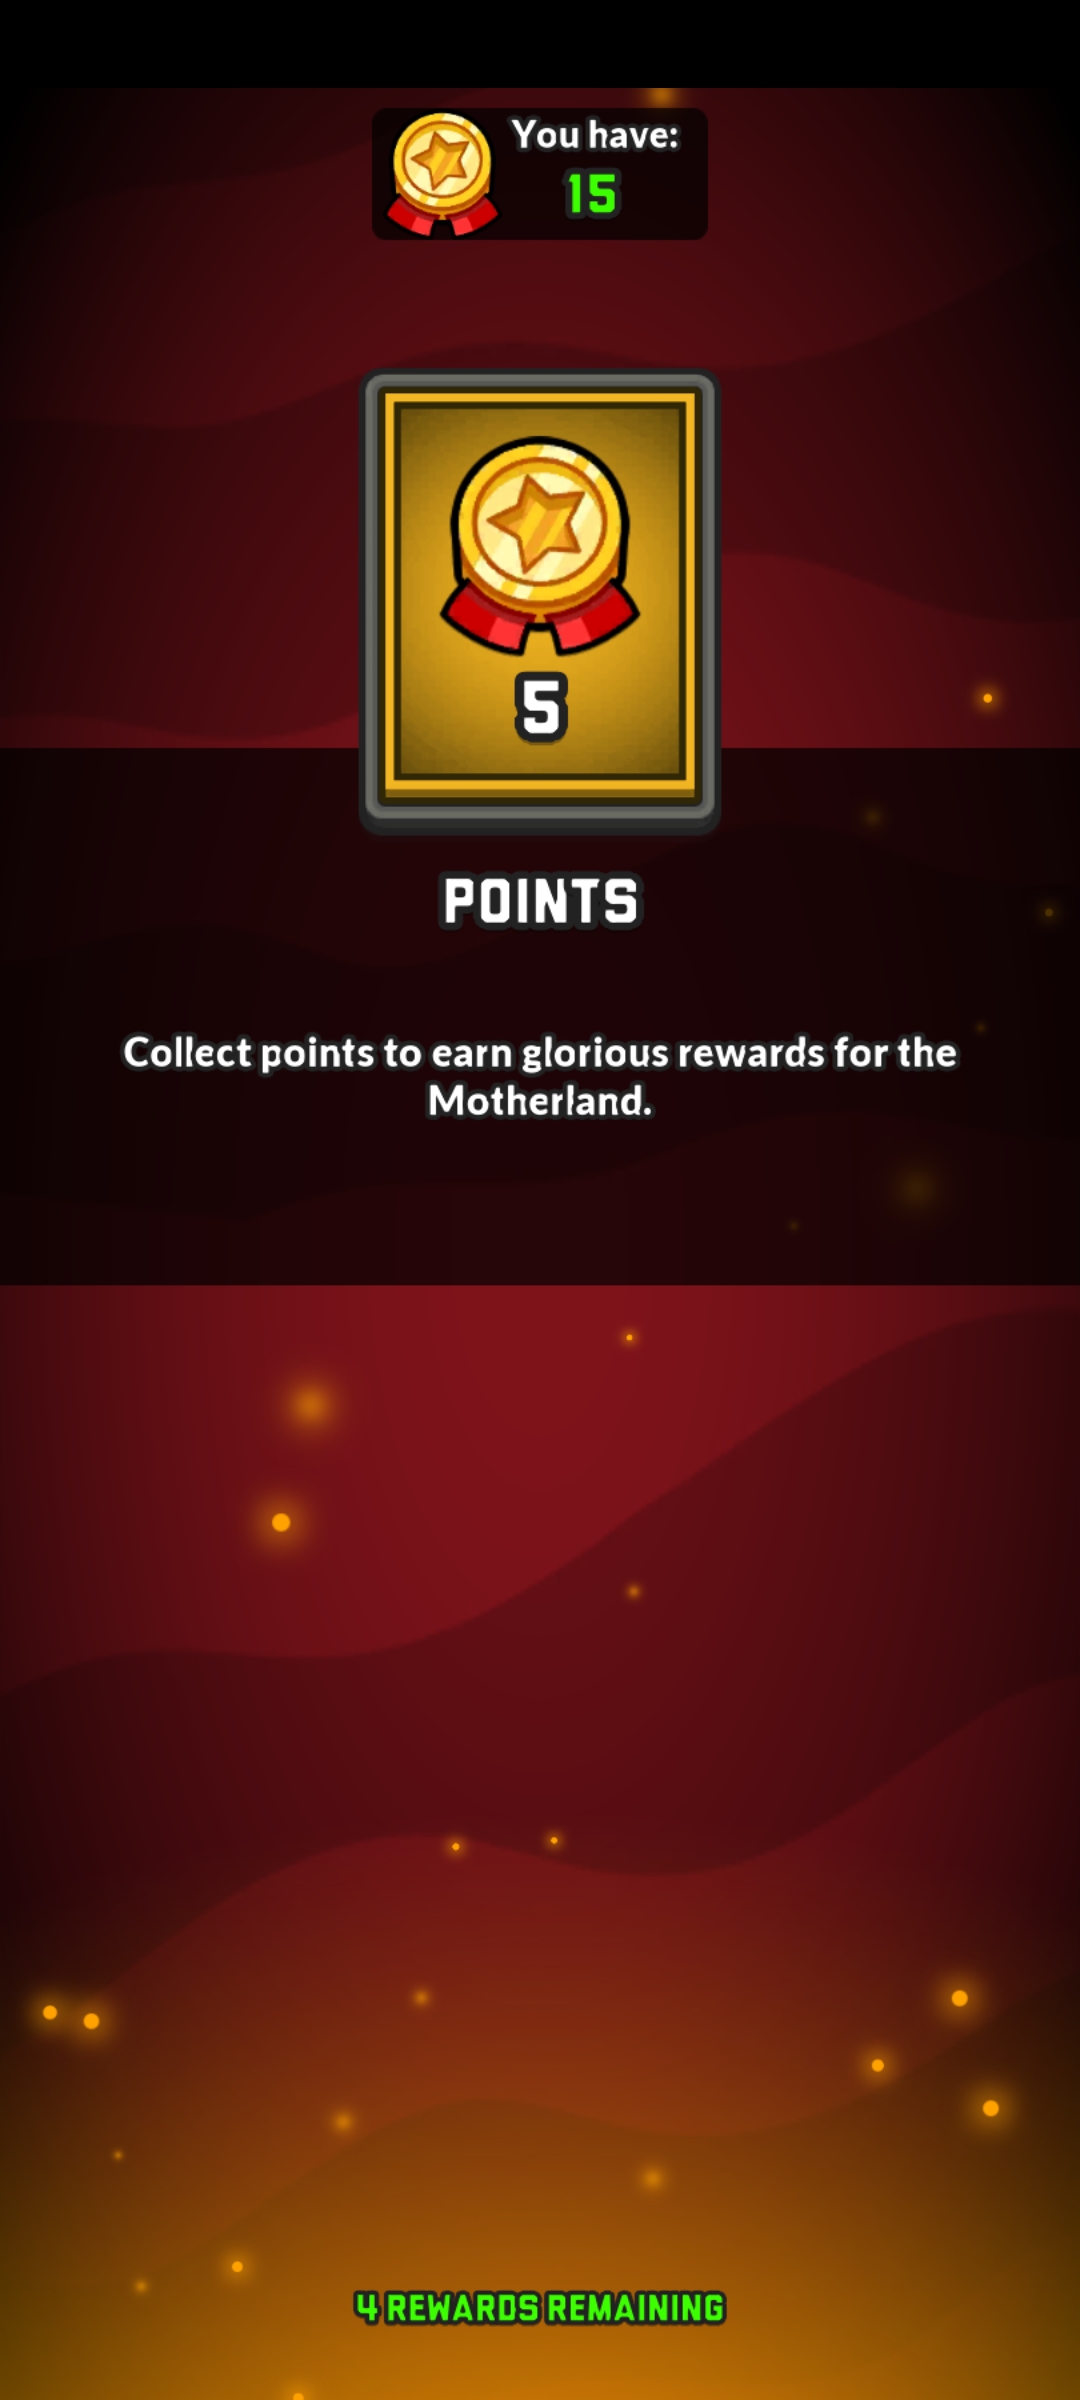 You have:
15
5
POINTS
Collect points to earn glorious rewards for the
Motherland.
4 REWARDS REMAINING